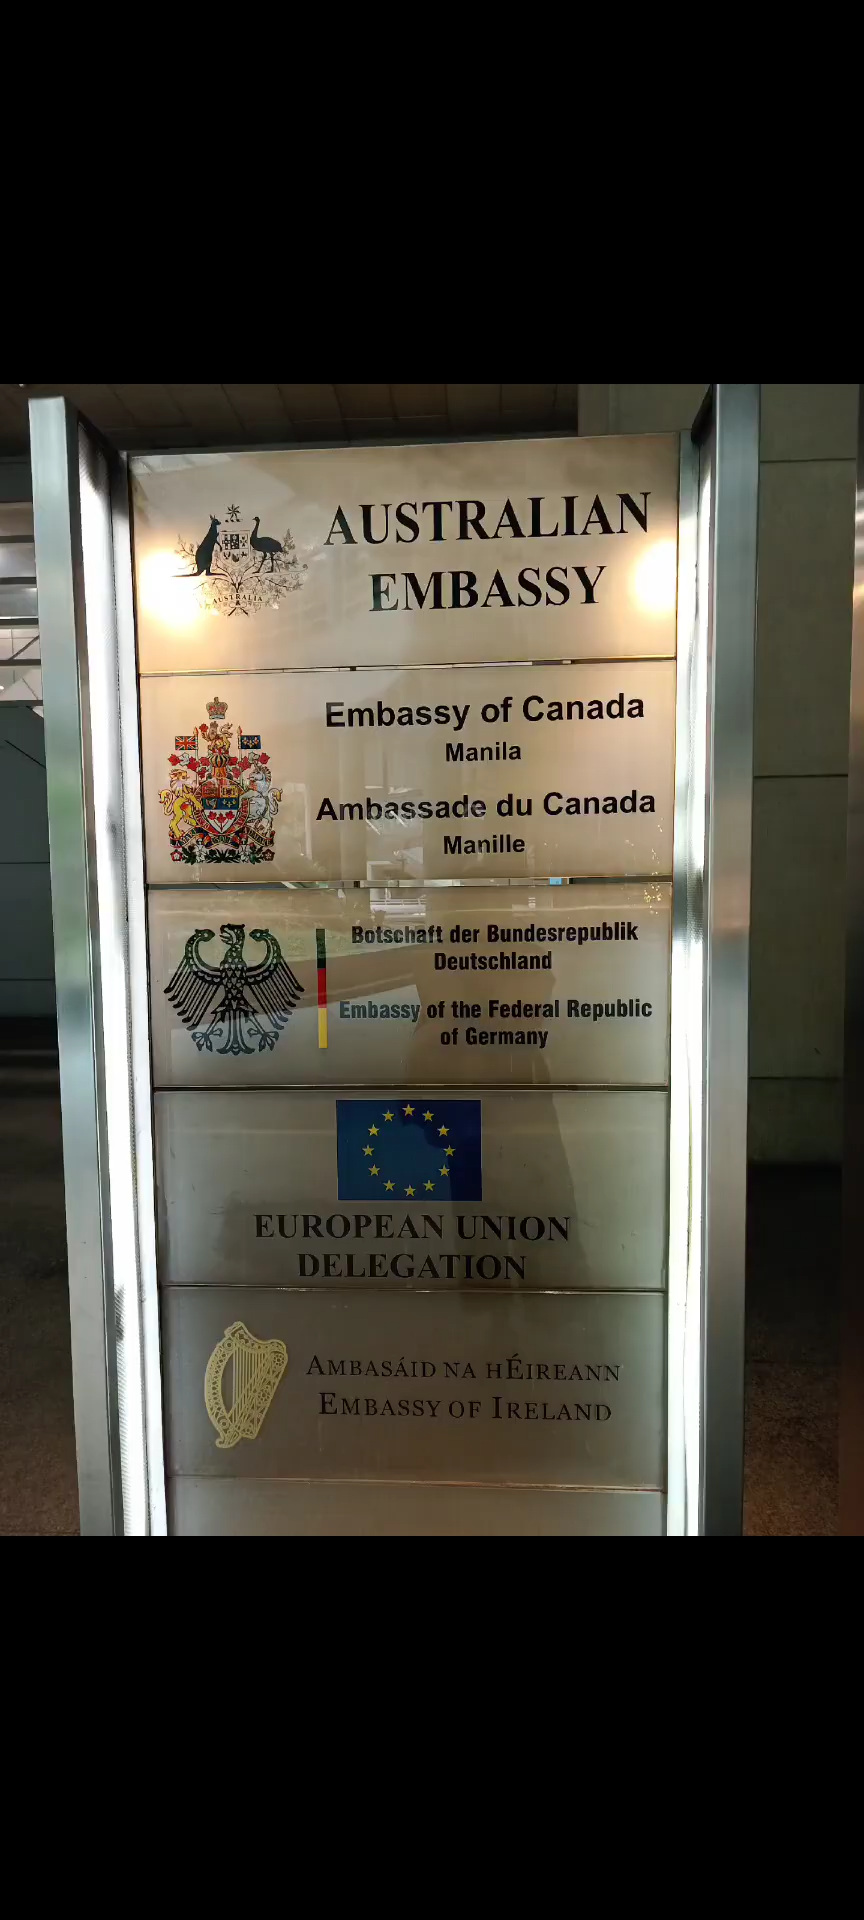 AUSTRALIA
AUSTRALIAN
EMBASSY
Embassy of Canada
Manila
Ambassade du Canada
Manille
Botschaft der Bundesrepublik
Deutschland
Embassy of the Federal Republic
of Germany
EUROPEAN UNION
DELEGATION
AMBASÁID NA hÉIREANN
EMBASSY OF IRELAND